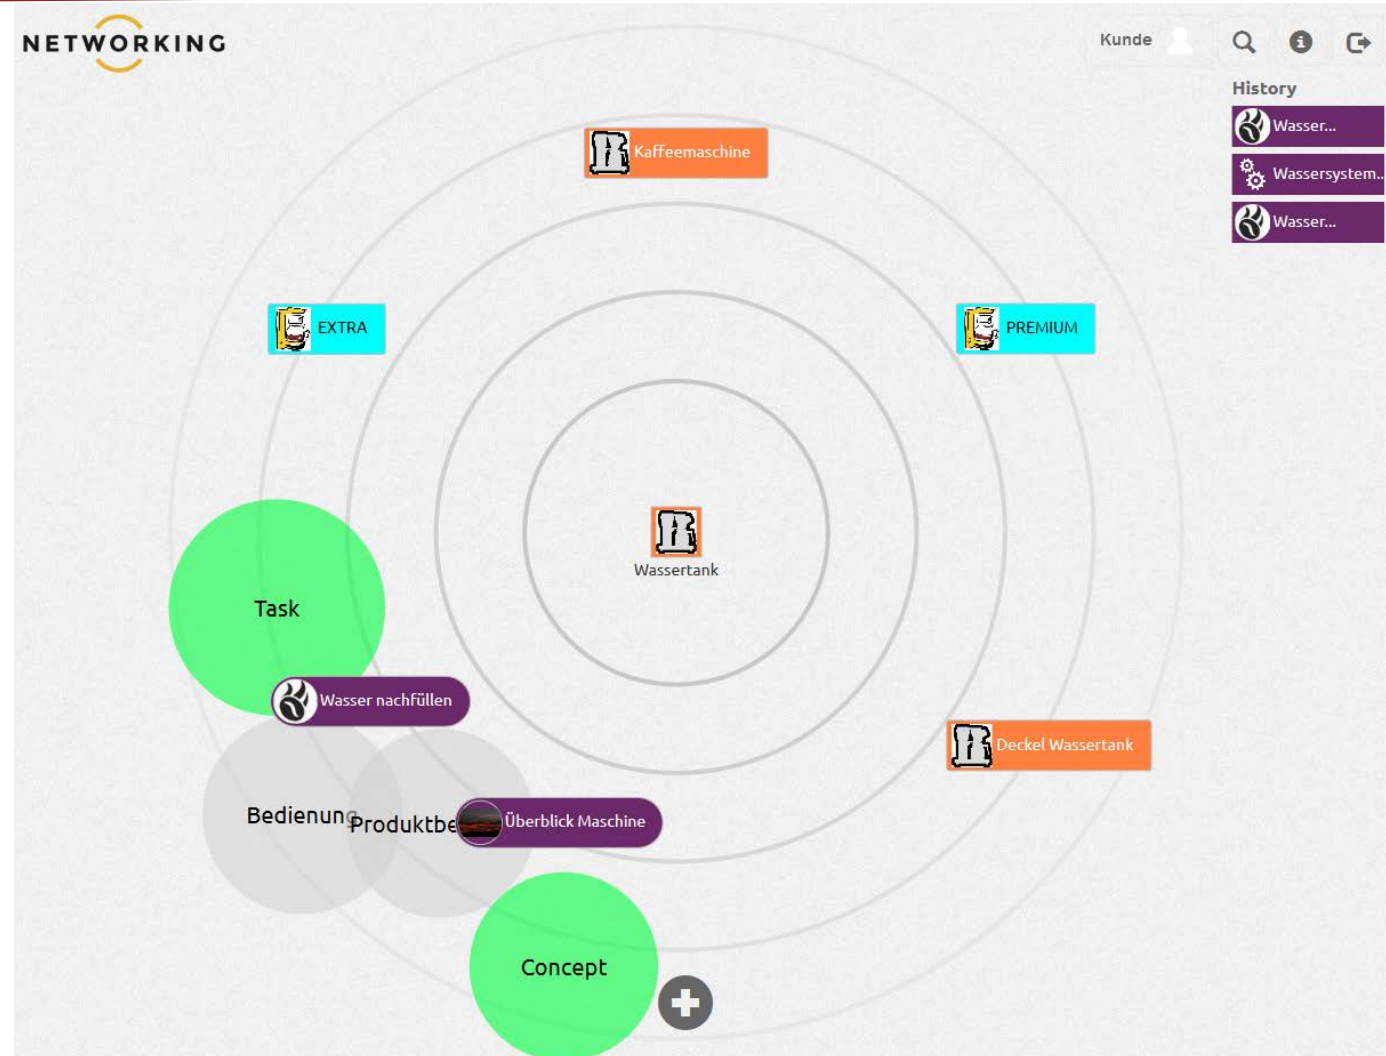 NETWORKING
Kunde
History
Wasser...
Wassersystem..
Wasser...
Kaffeemaschine
EXTRA
PREMIUM
Wassertank
Task
Wasser nachfüllen
Deckel Wassertank
Bedienung
Produktbe
Überblick Maschine
Concept